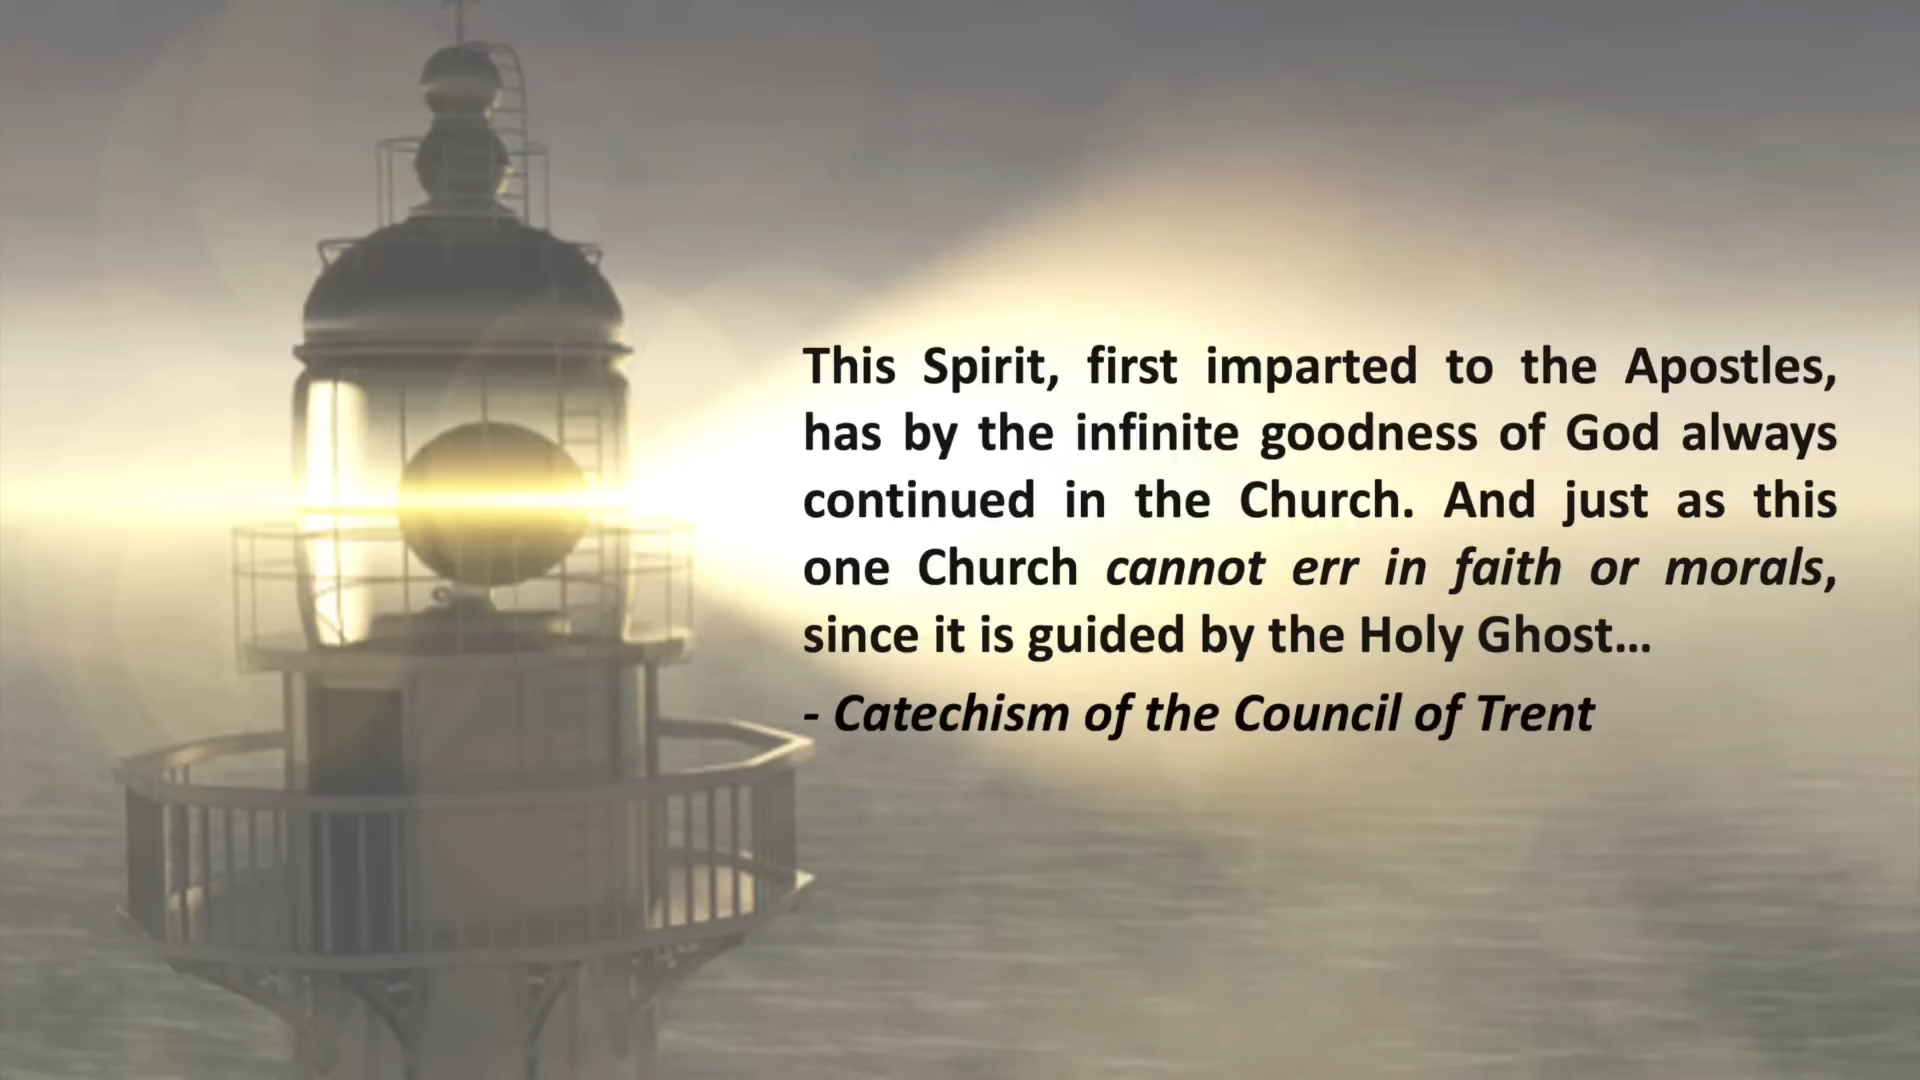 This Spirit, first imparted to the Apostles,
has by the infinite goodness of God always
continued in the Church. And just as this
one Church cannot err in faith or morals,
since it is guided by the Holy Ghost...
- Catechism of the Council of Trent